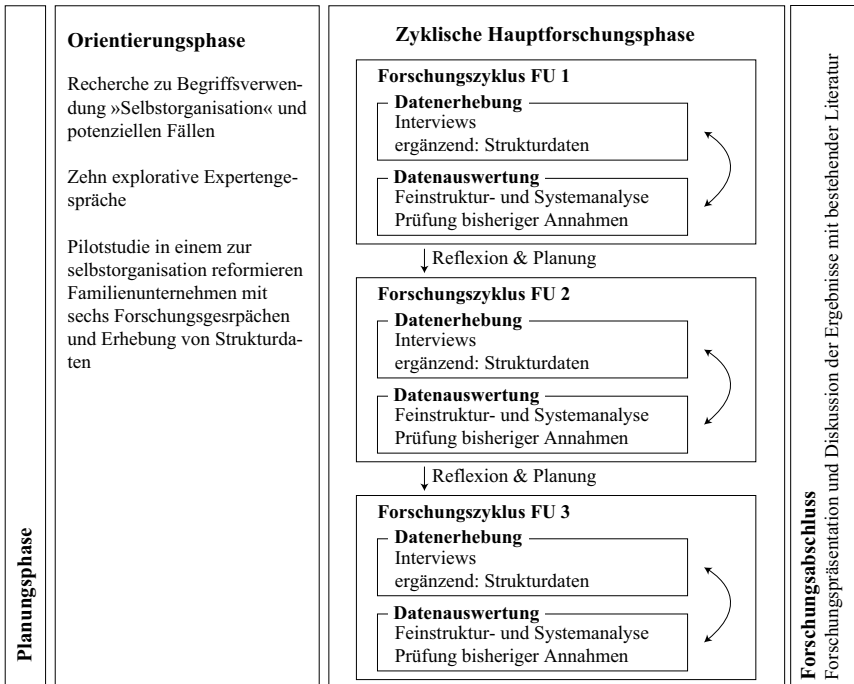 Planungsphase
Orientierungsphase
Recherche zu Begriffsverwen-
dung »Selbstorganisation« und
potenziellen Fällen
Zehn explorative Expertenge-
spräche
Pilotstudie in einem zur
selbstorganisation reformieren
Familienunternehmen mit
sechs Forschungsgesrpächen
und Erhebung von Strukturda-
ten
Zyklische Hauptforschungsphase
Forschungszyklus FU 1
Datenerhebung
Interviews
ergänzend: Strukturdaten
Datenauswertung
Feinstruktur- und Systemanalyse
Prüfung bisheriger Annahmen
Reflexion & Planung
Forschungszyklus FU 2
Datenerhebung
Interviews
ergänzend: Strukturdaten
Datenauswertung
Feinstruktur- und Systemanalyse
Prüfung bisheriger Annahmen
Reflexion & Planung
Forschungszyklus FU 3
Datenerhebung
Interviews
ergänzend: Strukturdaten
Datenauswertung
Feinstruktur- und Systemanalyse
Prüfung bisheriger Annahmen
Forschungsabschluss
Forschungspräsentation und Diskussion der Ergebnisse mit bestehender Literatur